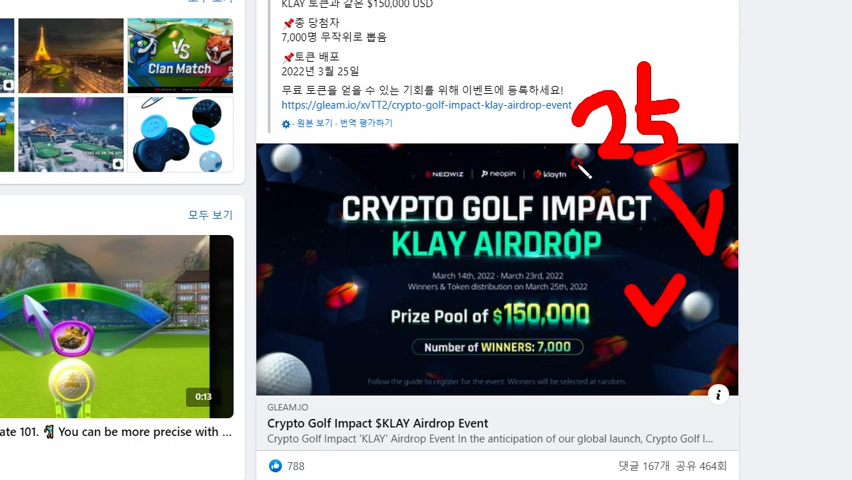 모두 보기
VS
Clan Match
모두 보기
0:13
ate 101. 🏌 You can be more precise with ...
KLAY 토큰과 같은 $150,000 USD
📌총 당첨자
7,000명 무작위로 뽑음
📌토큰 배포
2022년 3월 25일
무료 토큰을 얻을 수 있는 기회를 위해 이벤트에 등록하세요!
https://gleam.io/xvTT2/crypto-golf-impact-klay-airdrop-event
· 원본 보기 · 번역 평가하기
25
NEOWIZ | neopin | klaytn
CRYPTO GOLF IMPACT
KLAY AIRDROP
March 14th, 2022 - March 23rd, 2022
Winners & Token distribution on March 25th, 2022
Prize Pool of $150,000
Number of WINNERS: 7,000
Follow the guide to register for the event. Winners will be selected at random.
GLEAM.IO
Crypto Golf Impact $KLAY Airdrop Event
Crypto Golf Impact 'KLAY' Airdrop Event In the anticipation of our global launch, Crypto Golf I...
788
댓글 167개 공유 464회